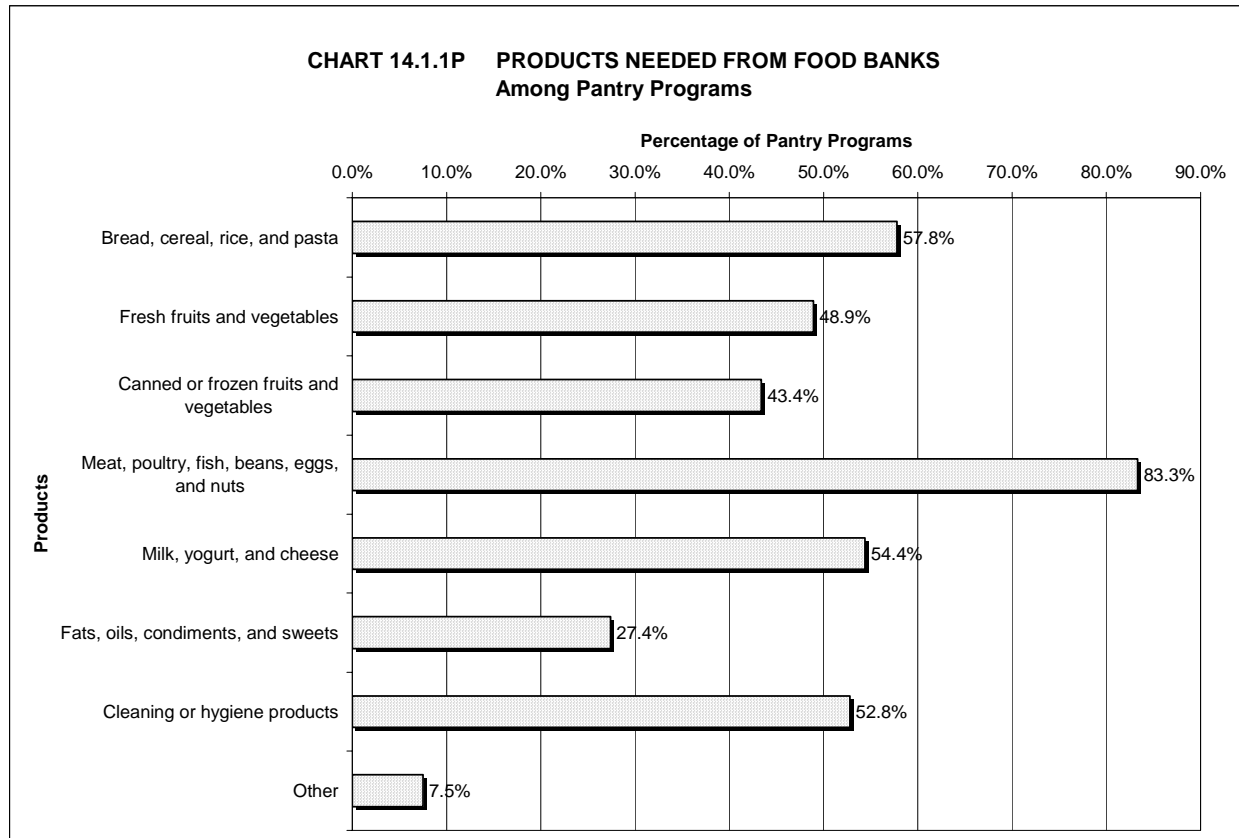 CHART 14.1.1P PRODUCTS NEEDED FROM FOOD BANKS
Among Pantry Programs
Percentage of Pantry Programs
0.0% 10.0% 20.0% 30.0% 40.0% 50.0% 60.0% 70.0% 80.0% 90.0%
Products
Bread, cereal, rice, and pasta 57.8%
Fresh fruits and vegetables 48.9%
Canned or frozen fruits and
vegetables 43.4%
Meat, poultry, fish, beans, eggs,
and nuts 83.3%
Milk, yogurt, and cheese 54.4%
Fats, oils, condiments, and sweets 27.4%
Cleaning or hygiene products 52.8%
Other 7.5%